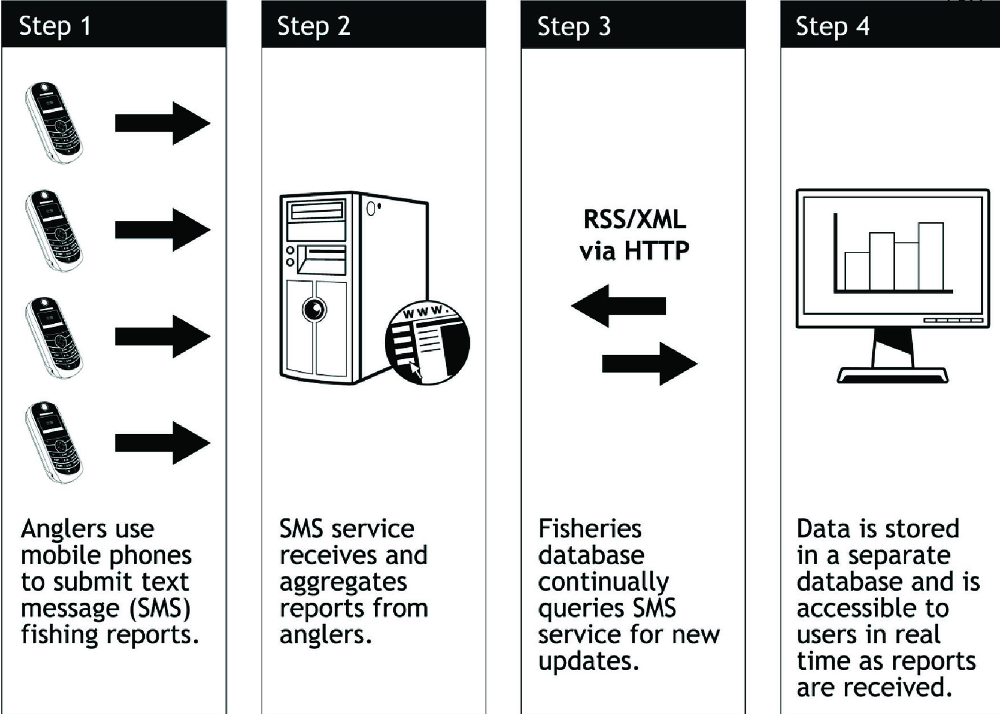 Step 1
Anglers use
mobile phones
to submit text
message (SMS)
fishing reports.
Step 2
WWW.
SMS service
receives and
aggregates
reports from
anglers.
Step 3
RSS/XML
via HTTP
Fisheries
database
continually
queries SMS
service for new
updates.
Step 4
Data is stored
in a separate
database and is
accessible to
users in real
time as reports
are received.